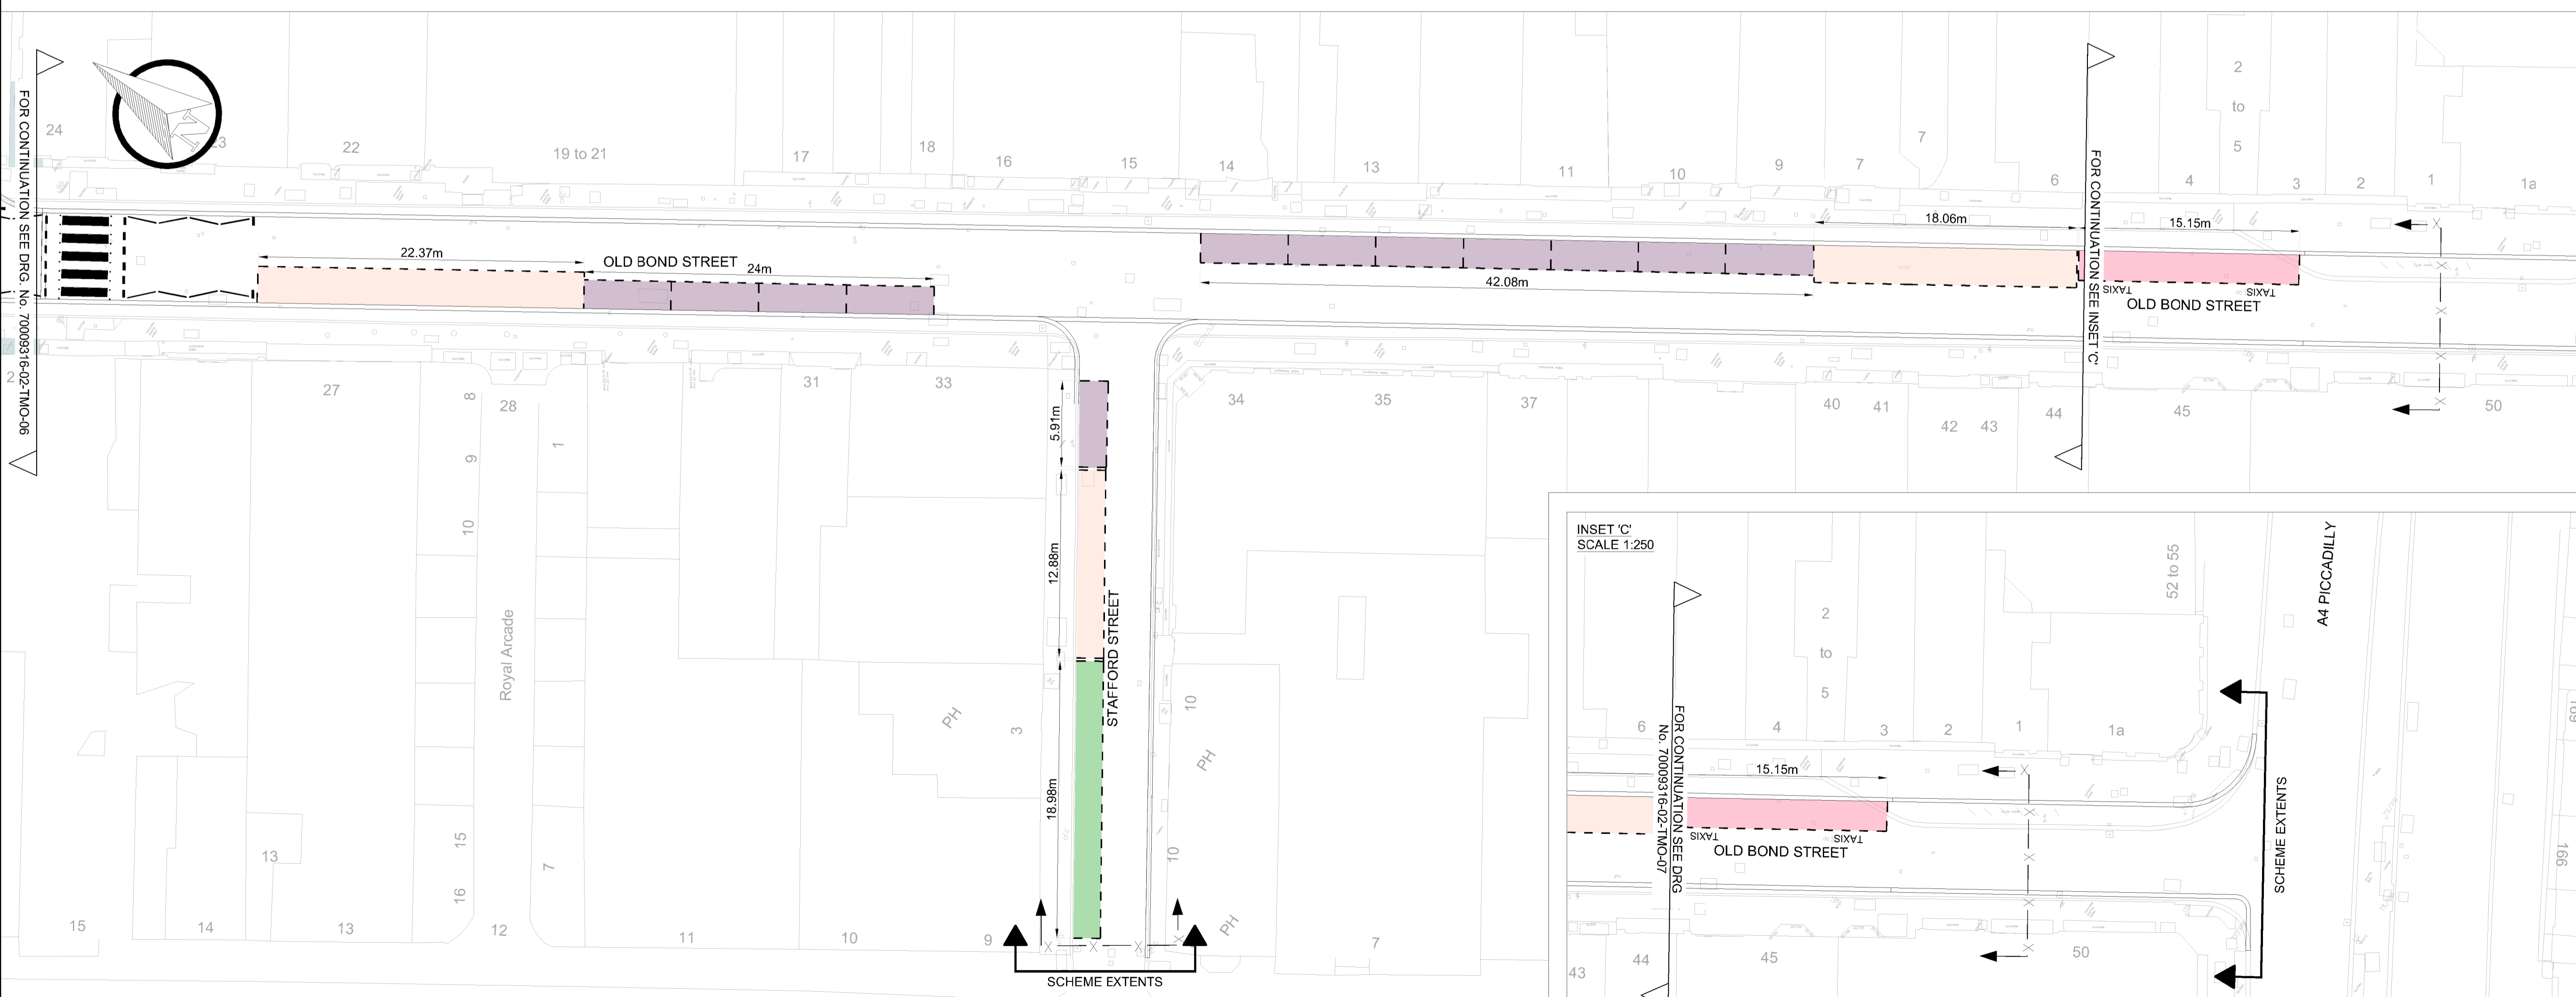 FOR CONTINUATION SEE DRG. No. 70009316-02-TMO-06
24
N
23
22
19 to 21
17
18
16
15
14
13
11
10
9
7
7
6
4
3
2
1
1a
2
to
5
22.37m
OLD BOND STREET
24m
42.08m
18.06m
FOR CONTINUATION SEE INSET 'C'
15.15m
TAXIS
TAXIS
OLD BOND STREET
2
27
8
9
10
28
1
31
33
34
35
37
40
41
42
43
44
45
50
5.91m
12.88m
18.98m
STAFFORD STREET
Royal Arcade
PH
3
10
PH
10
PH
13
15
16
7
15
14
13
12
11
10
9
7
SCHEME EXTENTS
INSET 'C'
SCALE 1:250
FOR CONTINUATION SEE DRG
No. 70009316-02-TMO-07
2
to
5
52 to 55
A4 PICCADILLY
6
4
3
2
1
1a
15.15m
TAXIS
TAXIS
OLD BOND STREET
SCHEME EXTENTS
43
44
45
50
169
166